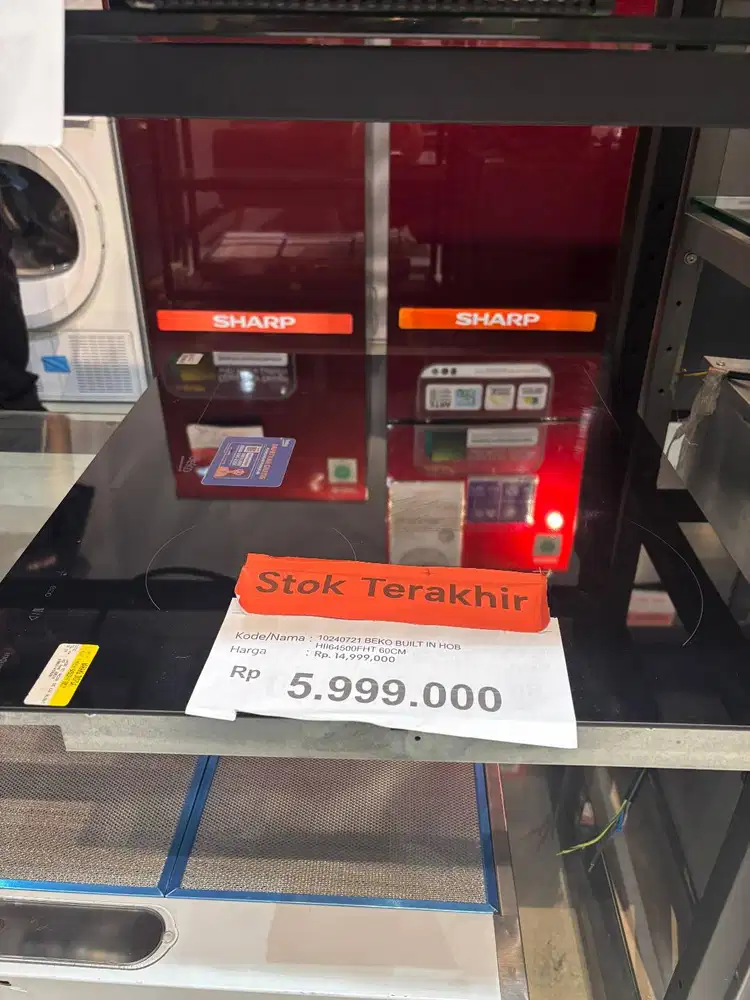 SHARP
SHARP
Stok Terakhir
Kode/Nama : 10240721 BEKO BUILT IN HOB
HII64500FHT 60CM
Harga : Rp. 14,999,000
Rp 5.999.000